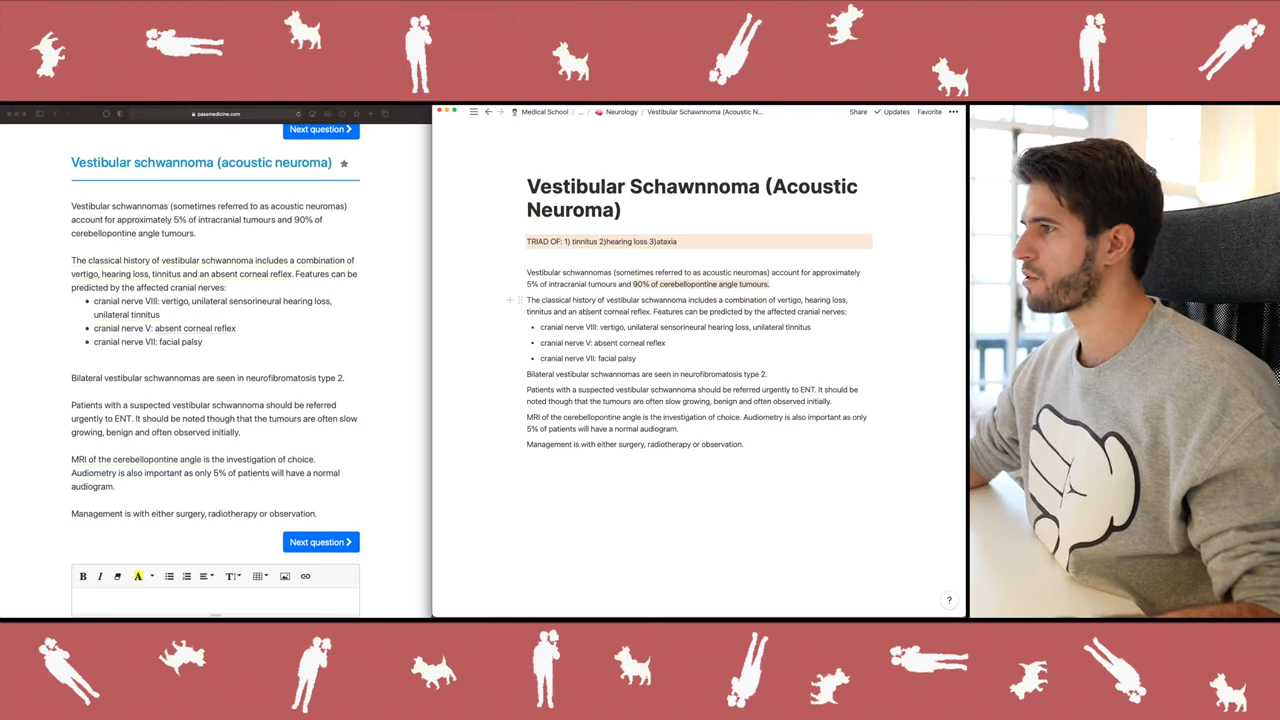 passmedicine.com
Next question
Vestibular schwannoma (acoustic neuroma)
Vestibular schwannomas (sometimes referred to as acoustic neuromas)
account for approximately 5% of intracranial tumours and 90% of
cerebellopontine angle tumours.
The classical history of vestibular schwannoma includes a combination of
vertigo, hearing loss, tinnitus and an absent corneal reflex. Features can be
predicted by the affected cranial nerves:
• cranial nerve VIII: vertigo, unilateral sensorineural hearing loss,
unilateral tinnitus
• cranial nerve V: absent corneal reflex
• cranial nerve VII: facial palsy
Bilateral vestibular schwannomas are seen in neurofibromatosis type 2.
Patients with a suspected vestibular schwannoma should be referred
urgently to ENT. It should be noted though that the tumours are often slow
growing, benign and often observed initially.
MRI of the cerebellopontine angle is the investigation of choice.
Audiometry is also important as only 5% of patients will have a normal
audiogram.
Management is with either surgery, radiotherapy or observation.
Next question
B I A T
Medical School / ... / Neurology / Vestibular Schawnnoma (Acoustic N...
Share Updates Favorite •••
Vestibular Schawnnoma (Acoustic
Neuroma)
TRIAD OF: 1) tinnitus 2)hearing loss 3)ataxia
Vestibular schwannomas (sometimes referred to as acoustic neuromas) account for approximately
5% of intracranial tumours and 90% of cerebellopontine angle tumours.
The classical history of vestibular schwannoma includes a combination of vertigo, hearing loss,
tinnitus and an absent corneal reflex. Features can be predicted by the affected cranial nerves:
• cranial nerve VIII: vertigo, unilateral sensorineural hearing loss, unilateral tinnitus
• cranial nerve V: absent corneal reflex
• cranial nerve VII: facial palsy
Bilateral vestibular schwannomas are seen in neurofibromatosis type 2.
Patients with a suspected vestibular schwannoma should be referred urgently to ENT. It should be
noted though that the tumours are often slow growing, benign and often observed initially.
MRI of the cerebellopontine angle is the investigation of choice. Audiometry is also important as only
5% of patients will have a normal audiogram.
Management is with either surgery, radiotherapy or observation.
?